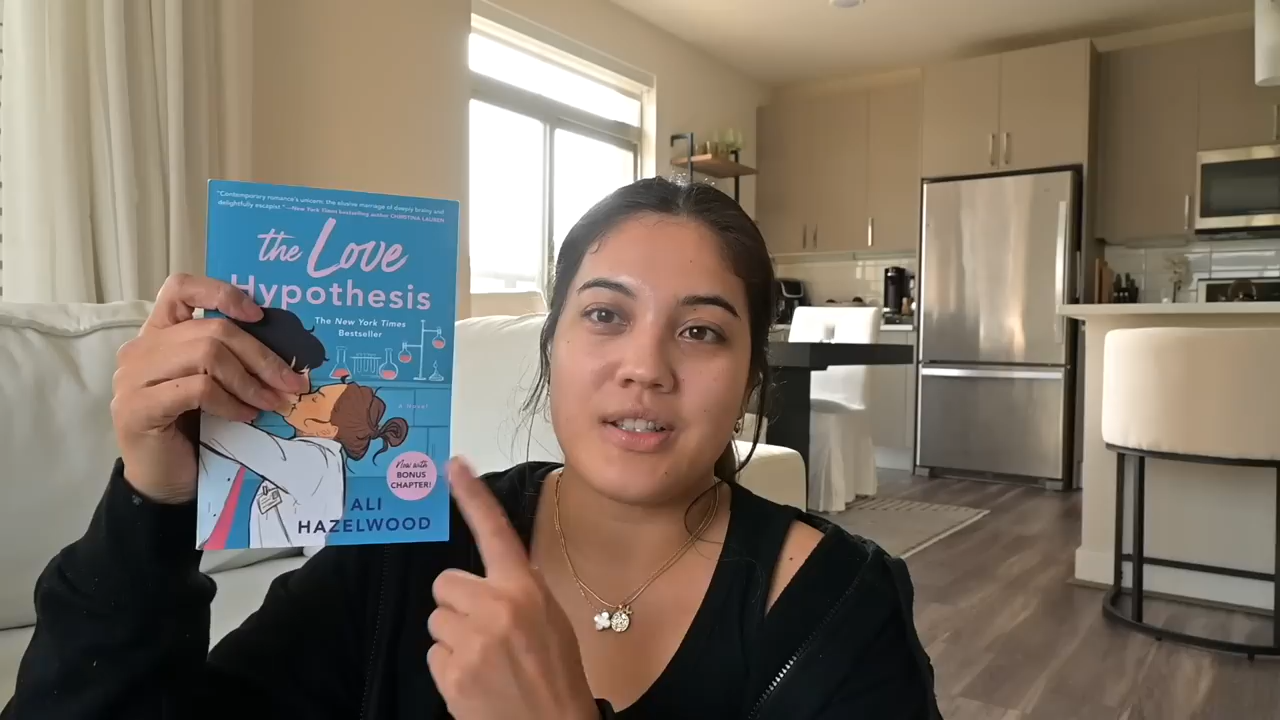 "Contemporary romance's unicorn: the elusive marriage of deeply brainy and
delightfully escapist."—New York Times bestselling author CHRISTINA LAUREN
the Love
Hypothesis
The New York Times
Bestseller
A Novel
Now with
BONUS
CHAPTER!
ALI
HAZELWOOD